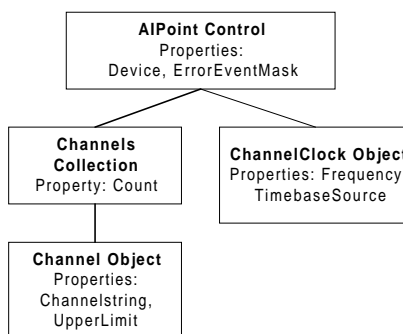 AIPoint Control
Properties:
Device, ErrorEventMask
Channels
Collection
Property: Count
ChannelClock Object
Properties: Frequency
TimebaseSource
Channel Object
Properties:
Channelstring,
UpperLimit